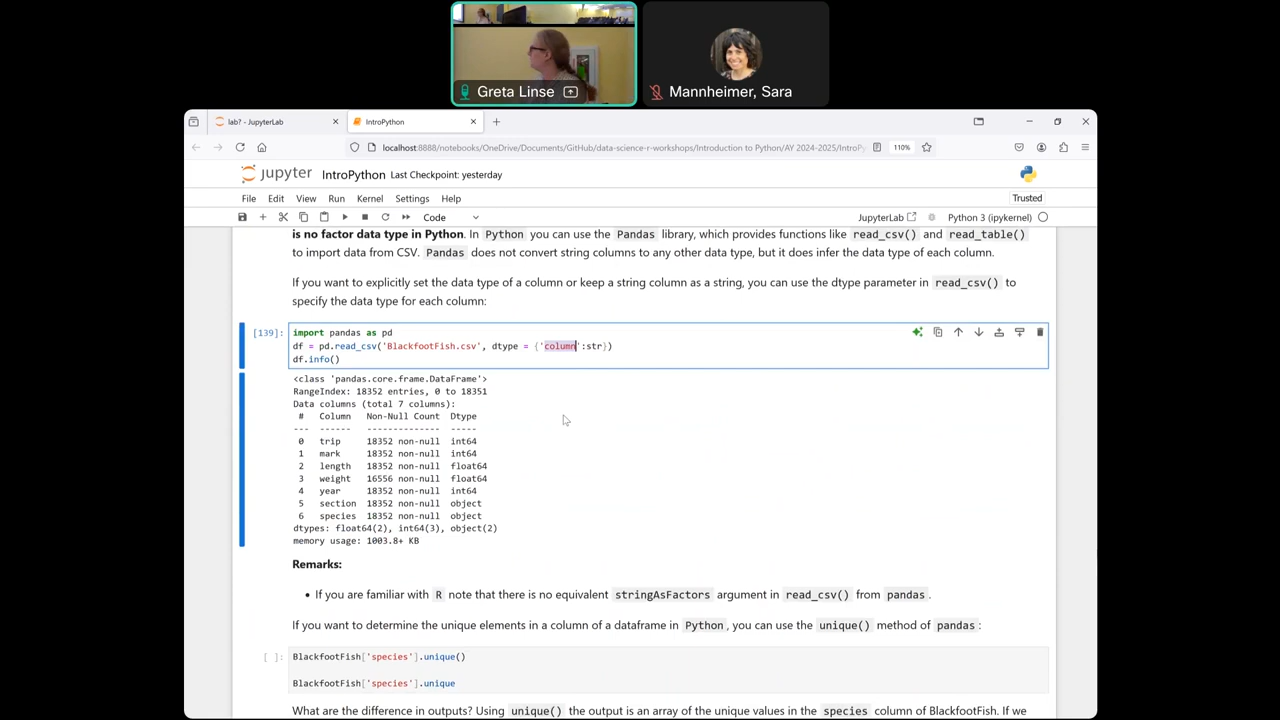 Greta Linse
Mannheimer, Sara
lab? - JupyterLab
IntroPython
localhost:8888/notebooks/OneDrive/Documents/GitHub/data-science-r-workshops/Introduction to Python/AY 2024-2025/IntroPy
110%
jupyter IntroPython Last Checkpoint: yesterday
File Edit View Run Kernel Settings Help
Trusted
Code
JupyterLab
Python 3 (ipykernel)
is no factor data type in Python. In Python you can use the Pandas library, which provides functions like read_csv() and read_table()
to import data from CSV. Pandas does not convert string columns to any other data type, but it does infer the data type of each column.
If you want to explicitly set the data type of a column or keep a string column as a string, you can use the dtype parameter in read_csv() to
specify the data type for each column:
[139]: import pandas as pd
df = pd.read_csv('BlackfootFish.csv', dtype = {'column':str})
df.info()
<class 'pandas.core.frame.DataFrame'>
RangeIndex: 18352 entries, 0 to 18351
Data columns (total 7 columns):
# Column Non-Null Count Dtype
--- ------ -------------- -----
0 trip 18352 non-null int64
1 mark 18352 non-null int64
2 length 18352 non-null float64
3 weight 16556 non-null float64
4 year 18352 non-null int64
5 section 18352 non-null object
6 species 18352 non-null object
dtypes: float64(2), int64(3), object(2)
memory usage: 1003.8+ KB
Remarks:
• If you are familiar with R note that there is no equivalent stringAsFactors argument in read_csv() from pandas.
If you want to determine the unique elements in a column of a dataframe in Python, you can use the unique() method of pandas:
[ ]: BlackfootFish['species'].unique()
BlackfootFish['species'].unique
What are the difference in outputs? Using unique() the output is an array of the unique values in the species column of BlackfootFish. If we